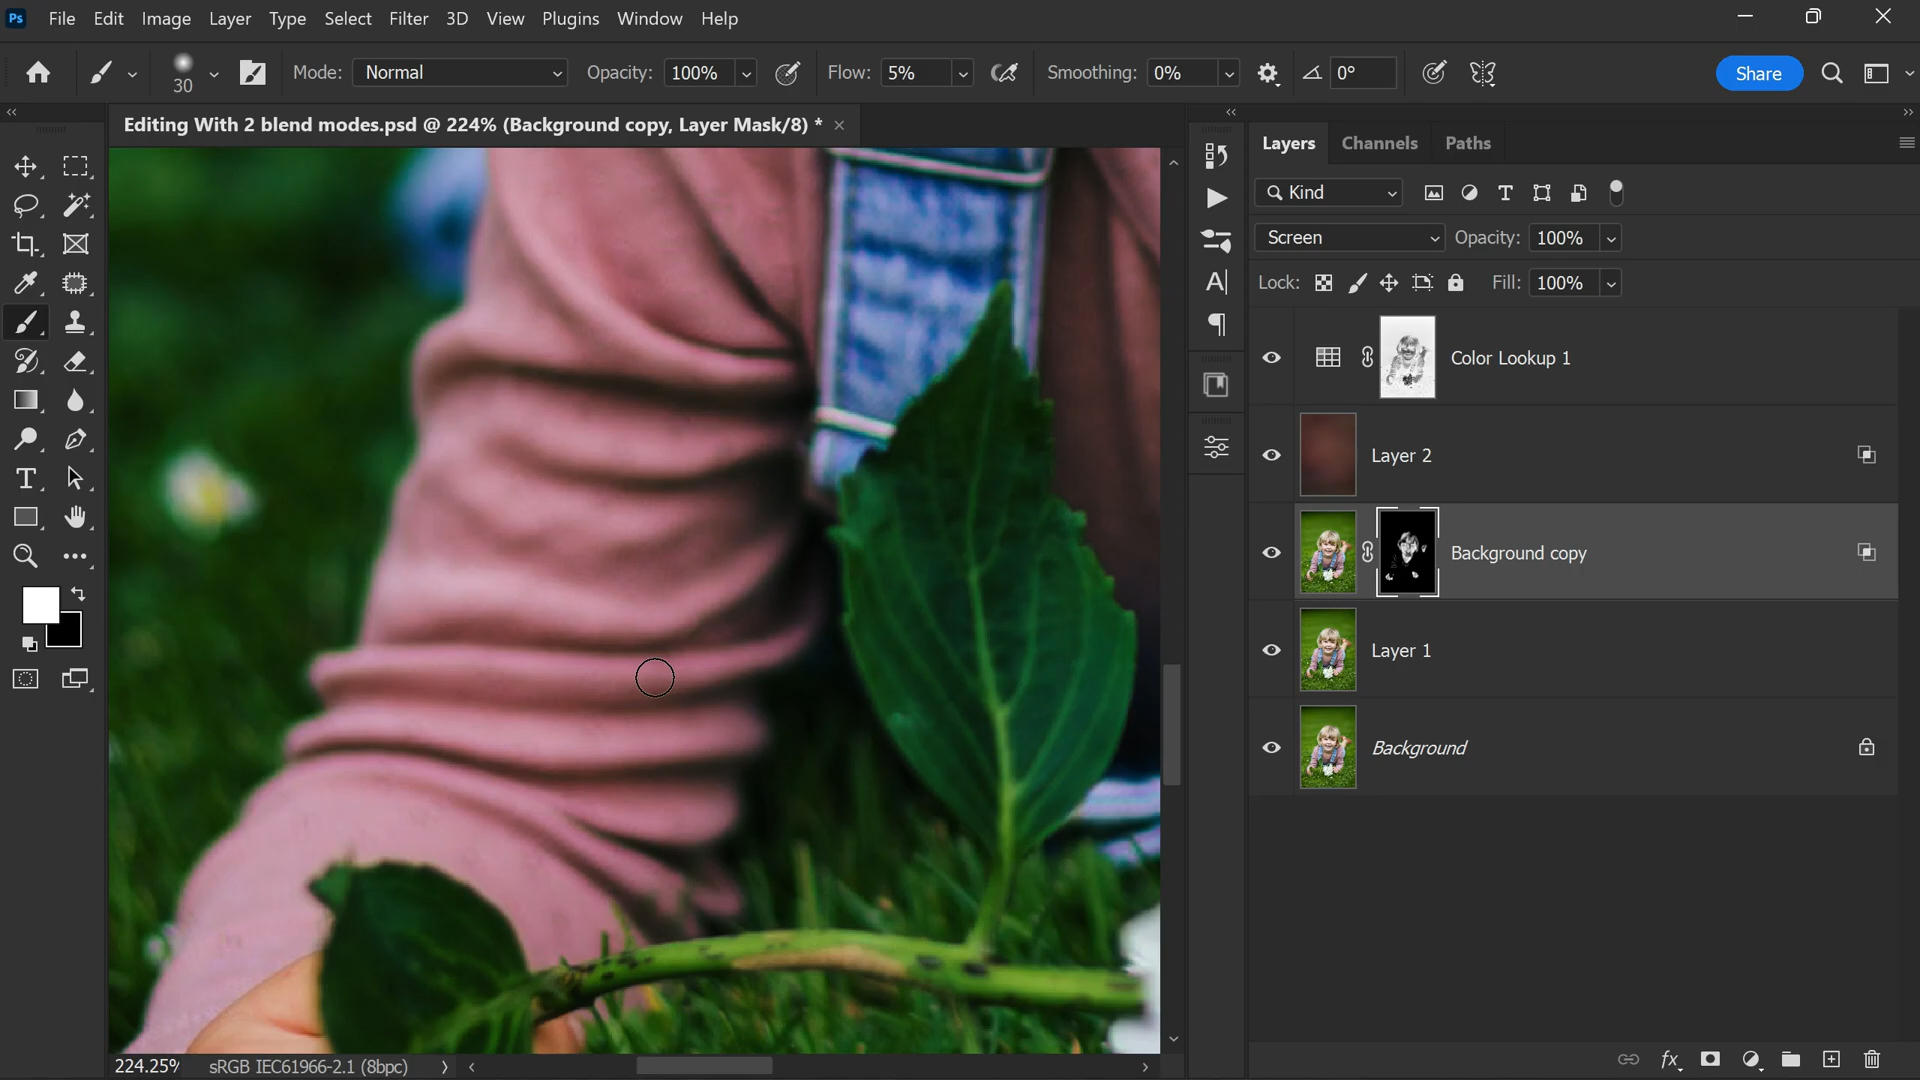 Ps File Edit Image Layer Type Select Filter 3D View Plugins Window Help
30 Mode: Normal Opacity: 100% Flow: 5% Smoothing: 0% 0° Share
Editing With 2 blend modes.psd @ 224% (Background copy, Layer Mask/8) *
Layers Channels Paths
Kind
Screen Opacity: 100%
Lock: Fill: 100%
Color Lookup 1
Layer 2
Background copy
Layer 1
Background
224.25% sRGB IEC61966-2.1 (8bpc)